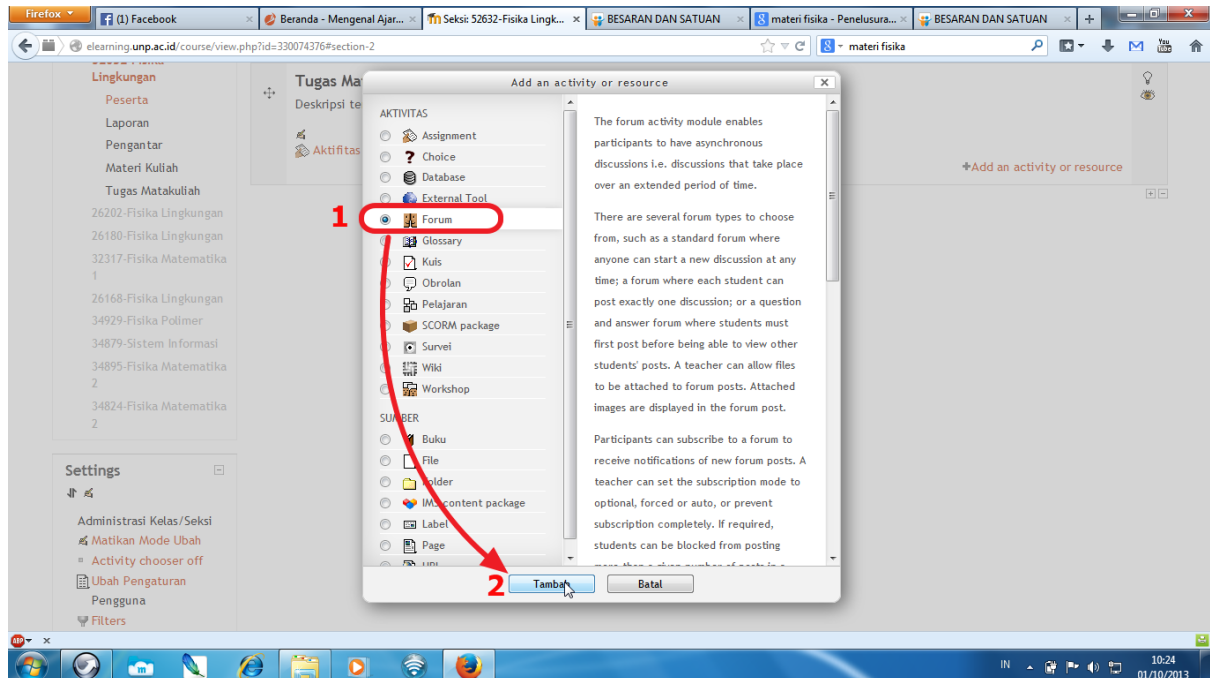 Firefox
(1) Facebook
Beranda - Mengenal Ajar...
Seksi: 52632-Fisika Lingk...
BESARAN DAN SATUAN
materi fisika - Penelusura...
BESARAN DAN SATUAN
elearning.unp.ac.id/course/view.php?id=330074376#section-2
materi fisika
Lingkungan
Peserta
Laporan
Pengantar
Materi Kuliah
Tugas Matakuliah
26202-Fisika Lingkungan
26180-Fisika Lingkungan
32317-Fisika Matematika
1
26168-Fisika Lingkungan
34929-Fisika Polimer
34879-Sistem Informasi
34895-Fisika Matematika
2
34824-Fisika Matematika
2
Settings
Administrasi Kelas/Seksi
Matikan Mode Ubah
Activity chooser off
Ubah Pengaturan
Pengguna
Filters
Tugas Ma
Deskripsi te
Aktifitas
Add an activity or resource
Add an activity or resource
AKTIVITAS
Assignment
Choice
Database
External Tool
1
Forum
Glossary
Kuis
Obrolan
Pelajaran
SCORM package
Survei
Wiki
Workshop
SUMBER
Buku
File
Folder
IMS content package
Label
Page
URL
The forum activity module enables
participants to have asynchronous
discussions i.e. discussions that take place
over an extended period of time.
There are several forum types to choose
from, such as a standard forum where
anyone can start a new discussion at any
time; a forum where each student can
post exactly one discussion; or a question
and answer forum where students must
first post before being able to view other
students' posts. A teacher can allow files
to be attached to forum posts. Attached
images are displayed in the forum post.
Participants can subscribe to a forum to
receive notifications of new forum posts. A
teacher can set the subscription mode to
optional, forced or auto, or prevent
subscription completely. If required,
students can be blocked from posting
more than a given number of posts in a
2
Tambah
Batal
ABP
IN
10:24
01/10/2013